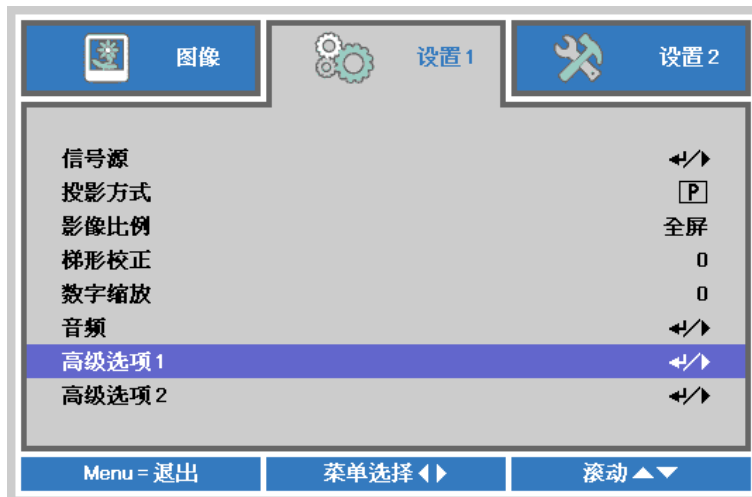 图像 设置1 设置2
信号源 ↵/▶
投影方式 P
影像比例 全屏
梯形校正 0
数字缩放 0
音频 ↵/▶
高级选项1 ↵/▶
高级选项2 ↵/▶
Menu = 退出 菜单选择 ◀▶ 滚动 ▲▼